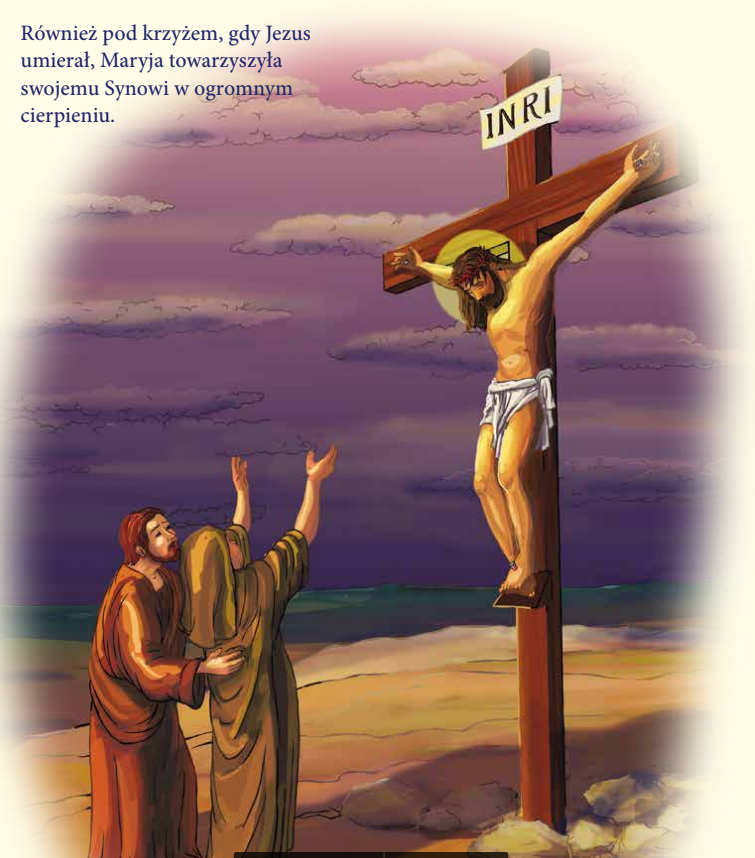 Również pod krzyżem, gdy Jezus
umierał, Maryja towarzyszyła
swojemu Synowi w ogromnym
cierpieniu.
INRI